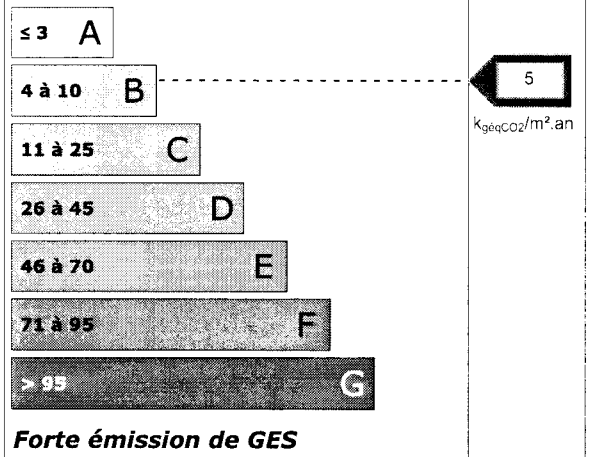 ≤ 3 A
4 à 10 B
5
kgéqCO2/m².an
11 à 25 C
26 à 45 D
46 à 70 E
71 à 95 F
> 95 G
Forte émission de GES